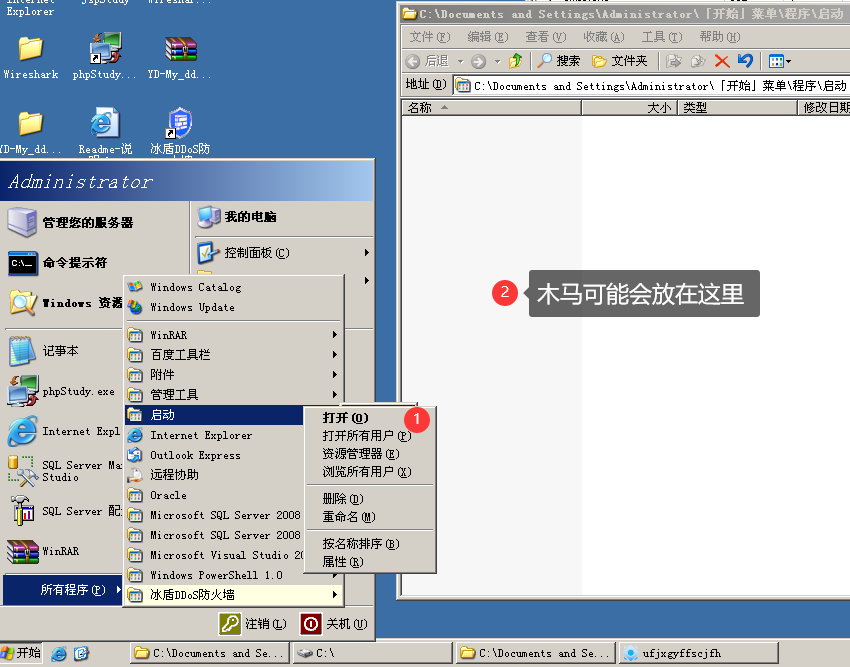 Internet
Explorer
phpStudy
Wireshar...
C:\Documents and Settings\Administrator\「开始」菜单\程序\启动
文件(F) 编辑(E) 查看(V) 收藏(A) 工具(T) 帮助(H)
后退 搜索 文件夹
地址(D) C:\Documents and Settings\Administrator\「开始」菜单\程序\启动
名称 大小 类型 修改日期
Wireshark phpStudy... YD-My_dd...
YD-My_dd... Readme-说 冰盾DDoS防
Administrator
管理您的服务器
命令提示符
Windows 资源
记事本
phpStudy.exe
Internet Expl
SQL Server Ma
Studio
SQL Server 配
WinRAR
所有程序(P)
我的电脑
控制面板(C)
Windows Catalog
Windows Update
WinRAR
百度工具栏
附件
管理工具
启动
Internet Explorer
Outlook Express
远程协助
Oracle
Microsoft SQL Server 2008
Microsoft SQL Server 2008
Microsoft Visual Studio 20
Windows PowerShell 1.0
冰盾DDoS防火墙
打开(O)
1
打开所有用户(P)
资源管理器(E)
浏览所有用户(X)
删除(D)
重命名(M)
按名称排序(B)
属性(R)
2 木马可能会放在这里
注销(L) 关机(U)
开始 C:\Documents and Se... C:\ C:\Documents and Se... ufjxgyffscjfh